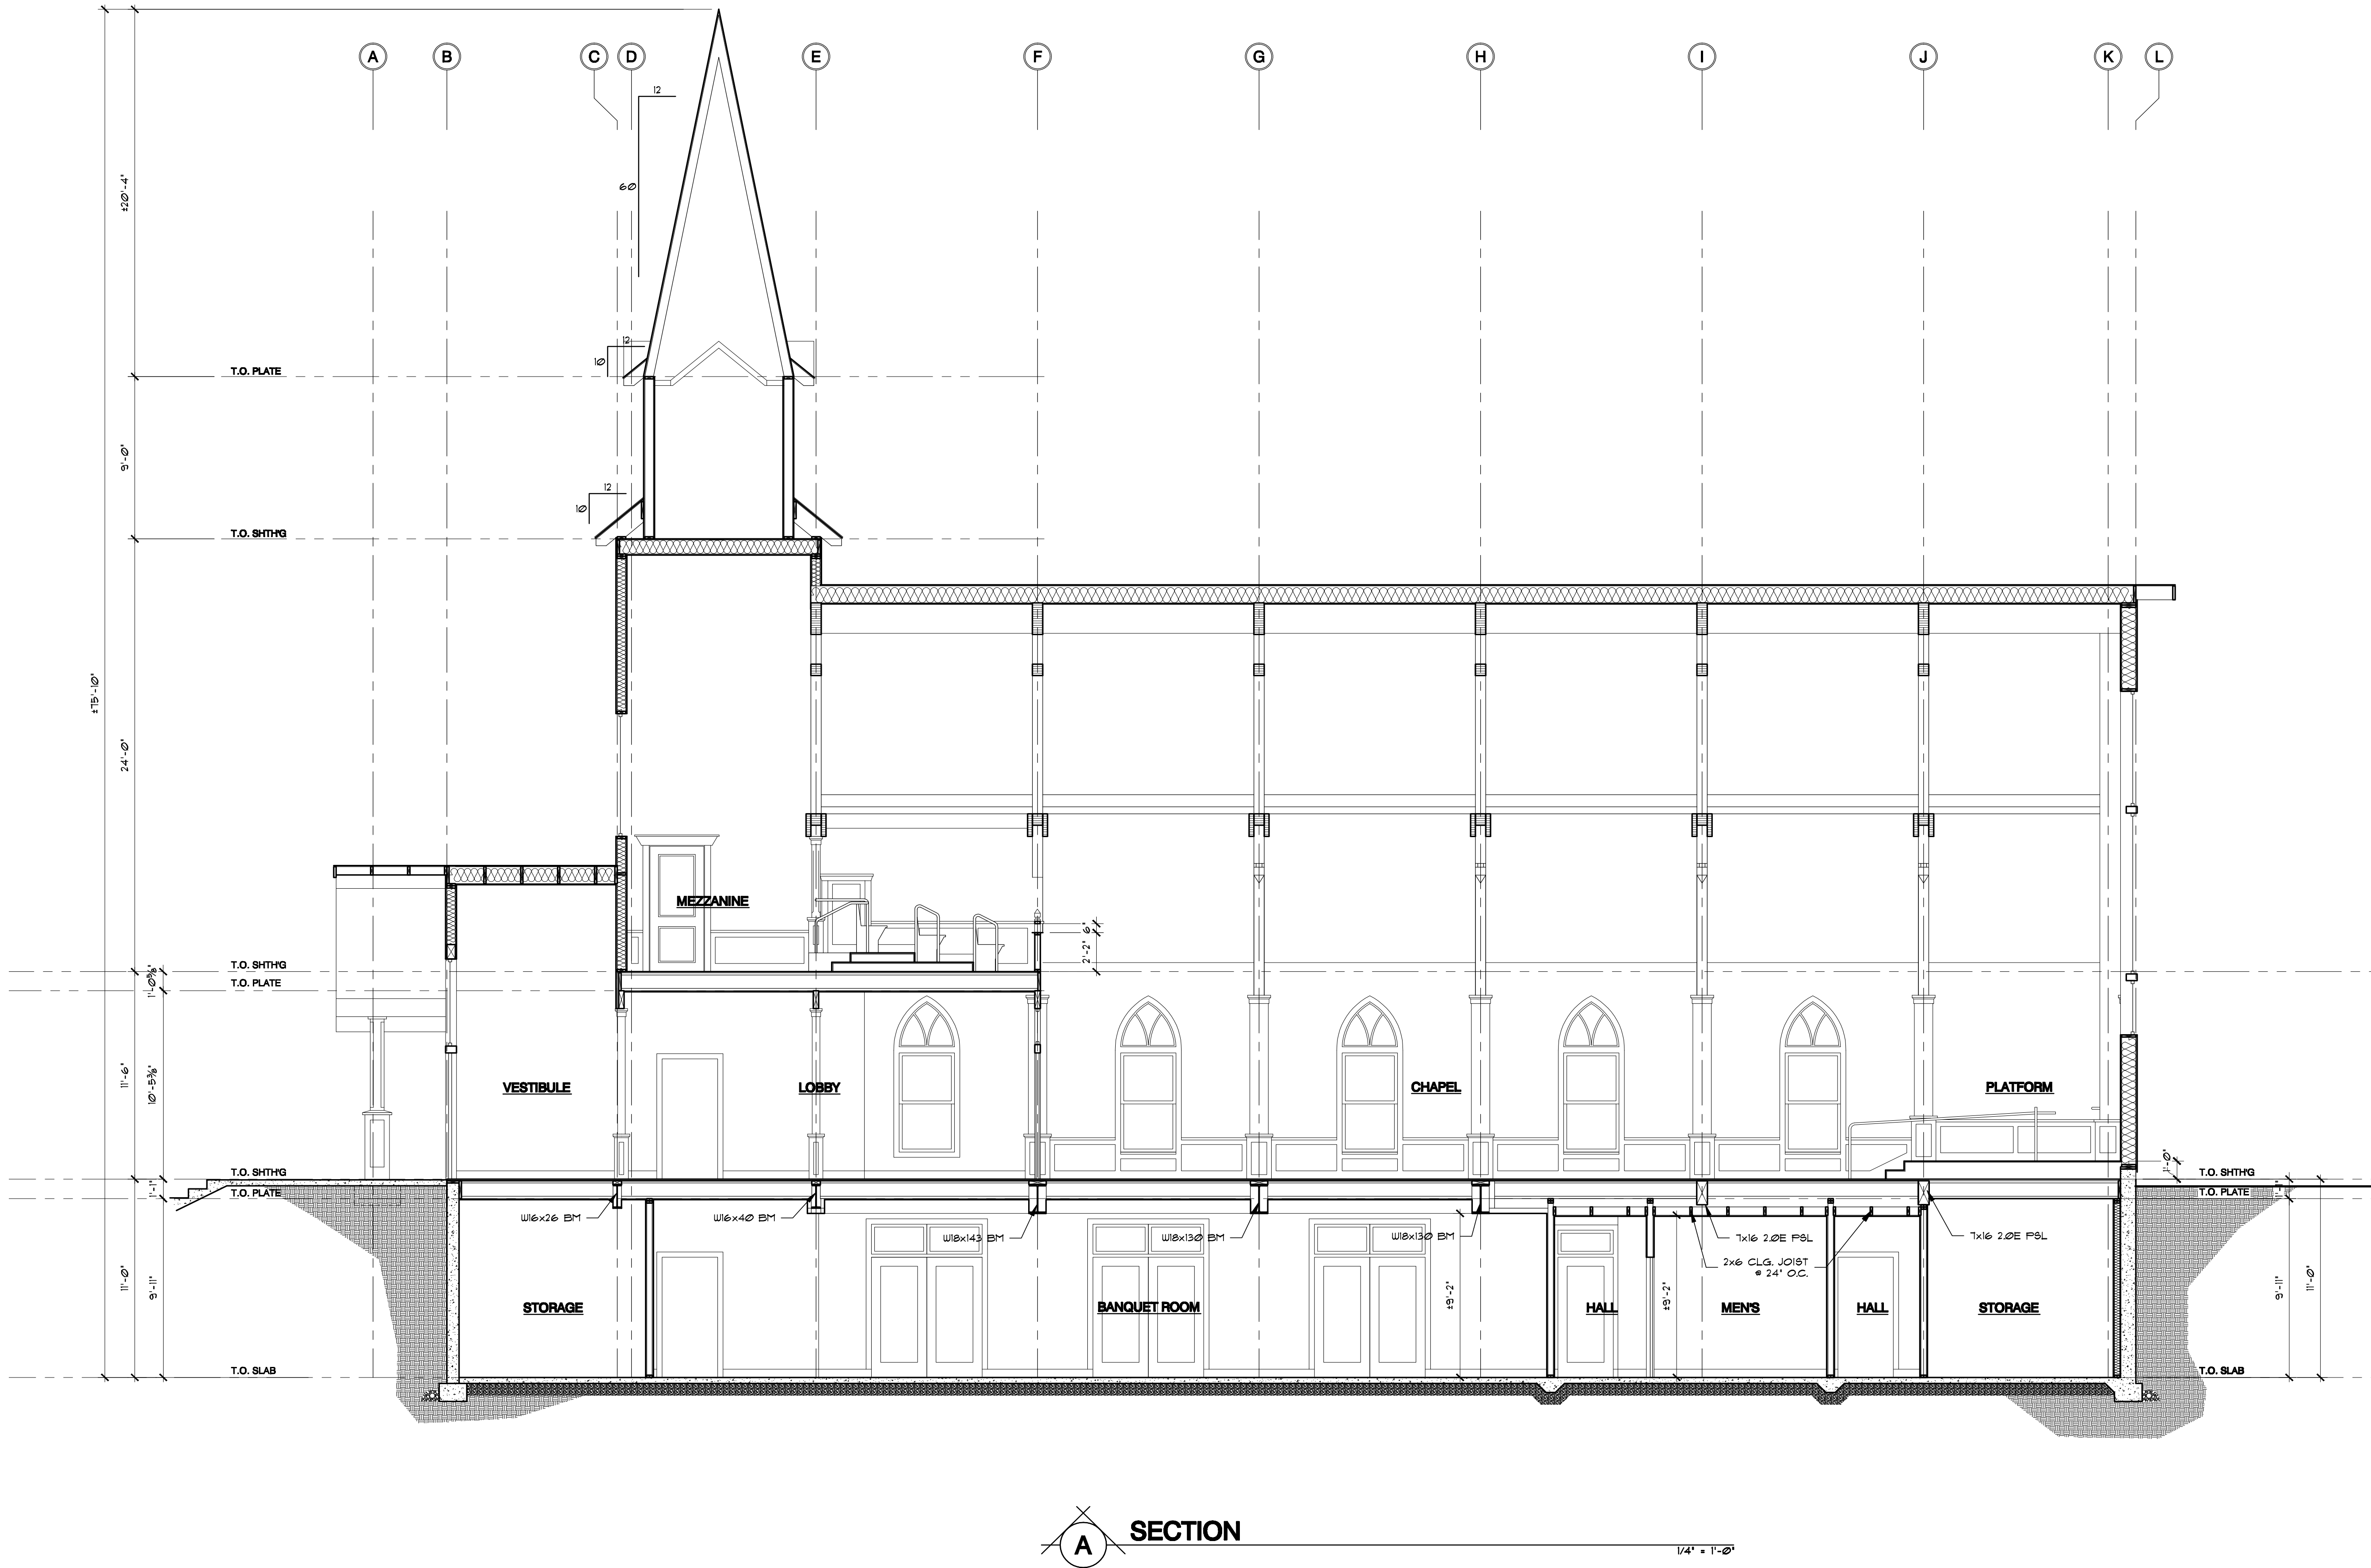 A
B
C
D
E
F
G
H
I
J
K
L
12
60
±20'-4"
12
10
T.O. PLATE
9'-0"
12
10
T.O. SHTH'G
±75'-10"
24'-0"
MEZZANINE
6"
2'-2"
T.O. SHTH'G
1'-0⅝"
T.O. PLATE
11'-6"
10'-5⅜"
VESTIBULE
LOBBY
CHAPEL
PLATFORM
1'-0"
T.O. SHTH'G
T.O. SHTH'G
1'-1"
T.O. PLATE
T.O. PLATE
1'-1"
W16x26 BM
W16x40 BM
W18x143 BM
W18x130 BM
W18x130 BM
7x16 2.0E PSL
7x16 2.0E PSL
2x6 CLG. JOIST
@ 24" O.C.
11'-0"
9'-11"
±9'-2"
±9'-2"
9'-11"
11'-0"
STORAGE
BANQUET ROOM
HALL
MEN'S
HALL
STORAGE
T.O. SLAB
T.O. SLAB
A
SECTION
1/4" = 1'-0"